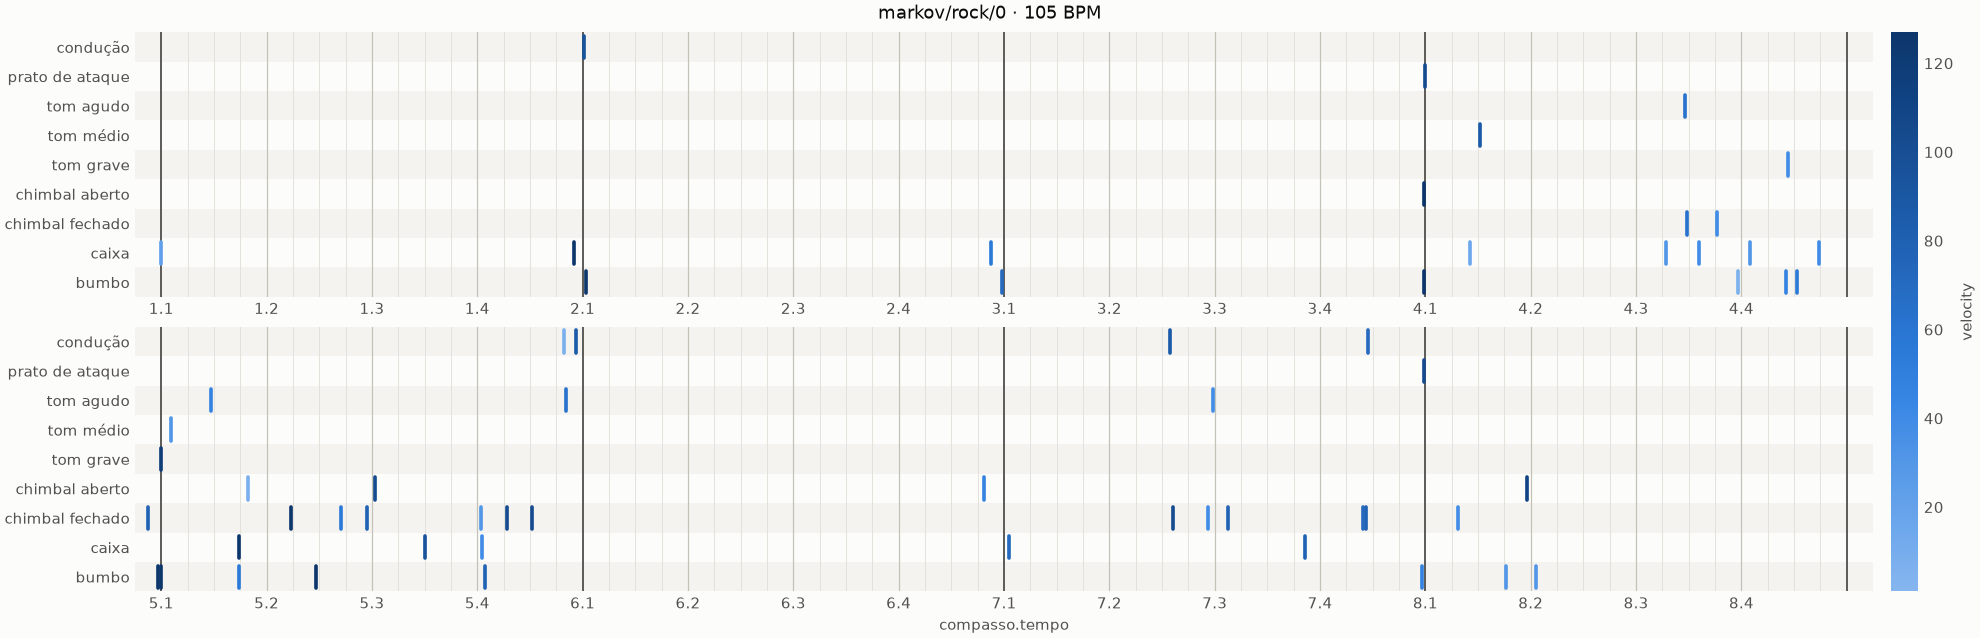 markov/rock/0 · 105 BPM
condução
prato de ataque
tom agudo
tom médio
tom grave
chimbal aberto
chimbal fechado
caixa
bumbo
1.1 1.2 1.3 1.4 2.1 2.2 2.3 2.4 3.1 3.2 3.3 3.4 4.1 4.2 4.3 4.4
condução
prato de ataque
tom agudo
tom médio
tom grave
chimbal aberto
chimbal fechado
caixa
bumbo
5.1 5.2 5.3 5.4 6.1 6.2 6.3 6.4 7.1 7.2 7.3 7.4 8.1 8.2 8.3 8.4
compasso.tempo
120
100
80
60
40
20
velocity